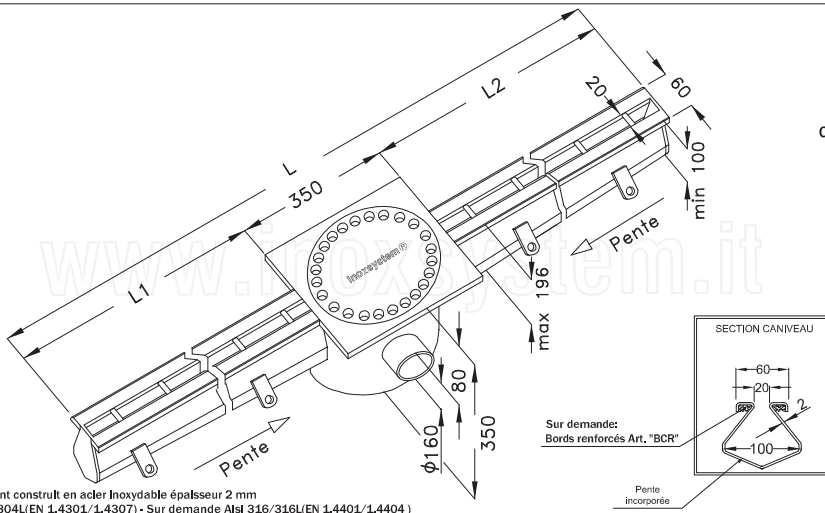 L
L2
20
60
350
min 100
Pente
inoxsystem®
www.inoxsystem.it
L1
max 196
80
Φ160
350
Pente
SECTION CANIVEAU
60
20
2
100
Sur demande:
Bords renforcés Art. "BCR"
Pente
incorporée
nt construit en acier inoxydable épaisseur 2 mm
304L(EN 1.4301/1.4307) - Sur demande Aisi 316/316L(EN 1.4401/1.4404 )